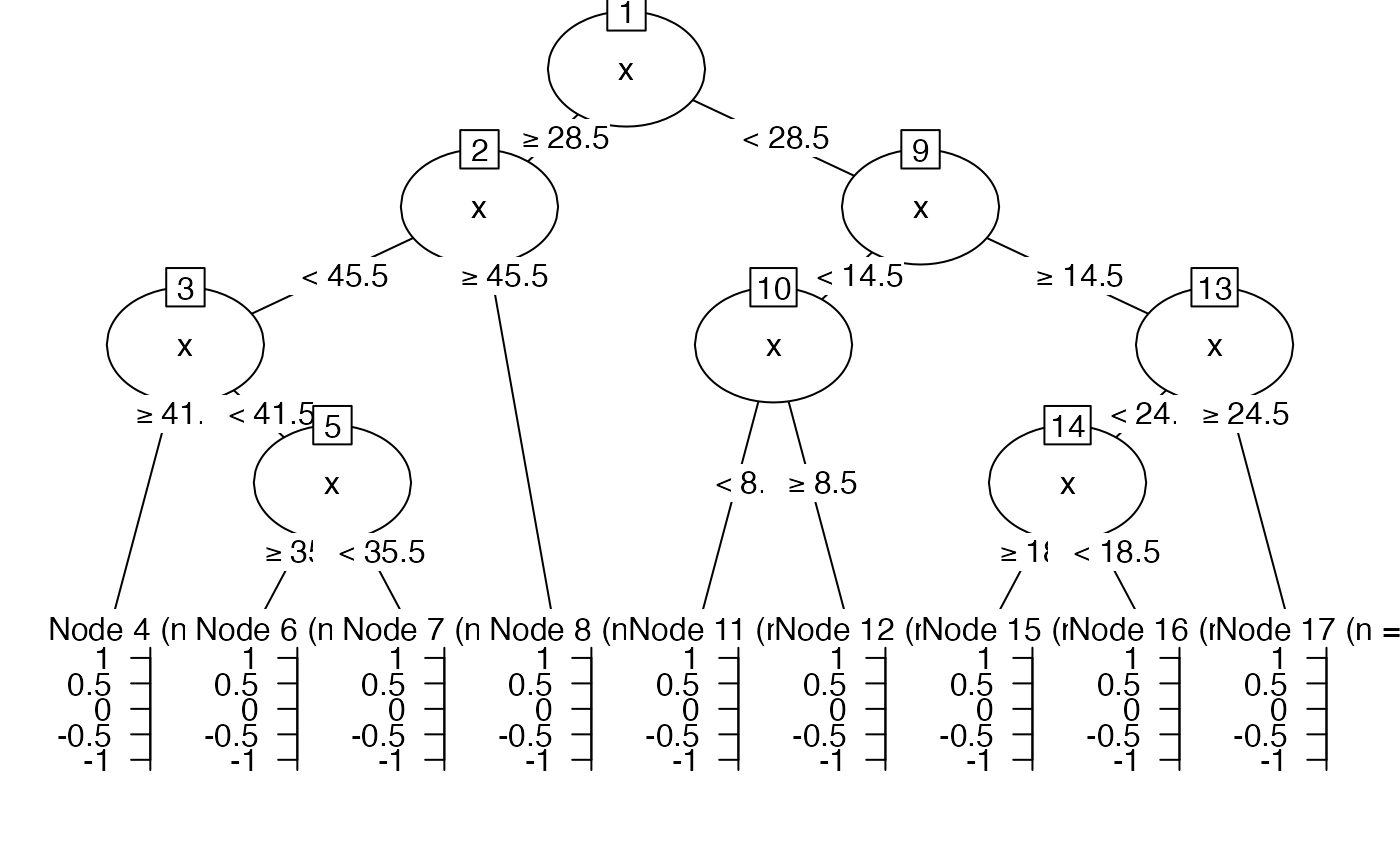 1
x
≥ 28.5 < 28.5
2 9
x x
< 45.5 ≥ 45.5 < 14.5 ≥ 14.5
3 10 13
x x x
≥ 41. < 41.5 < 24. ≥ 24.5
5 14
x x
< 8. ≥ 8.5
≥ 3 < 35.5 ≥ 1 < 18.5
Node 4 (n Node 6 (n Node 7 (n Node 8 (n Node 11 ( Node 12 ( Node 15 ( Node 16 ( Node 17 (n =
1 1 1 1 1 1 1 1 1
0.5 0.5 0.5 0.5 0.5 0.5 0.5 0.5 0.5
0 0 0 0 0 0 0 0 0
-0.5 -0.5 -0.5 -0.5 -0.5 -0.5 -0.5 -0.5 -0.5
-1 -1 -1 -1 -1 -1 -1 -1 -1